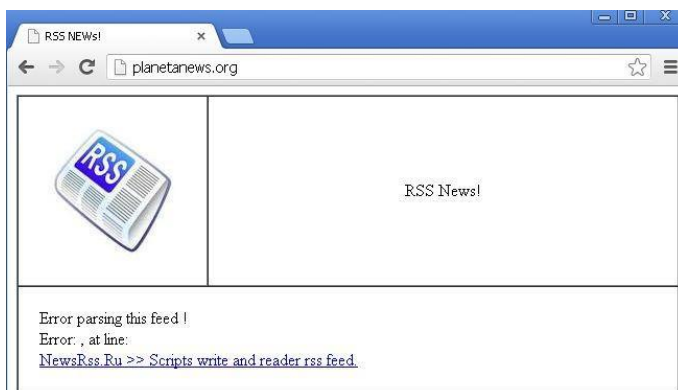 RSS NEWs!
planetanews.org
RSS
RSS News!
Error parsing this feed !
Error: , at line:
NewsRss.Ru >> Scripts write and reader rss feed.